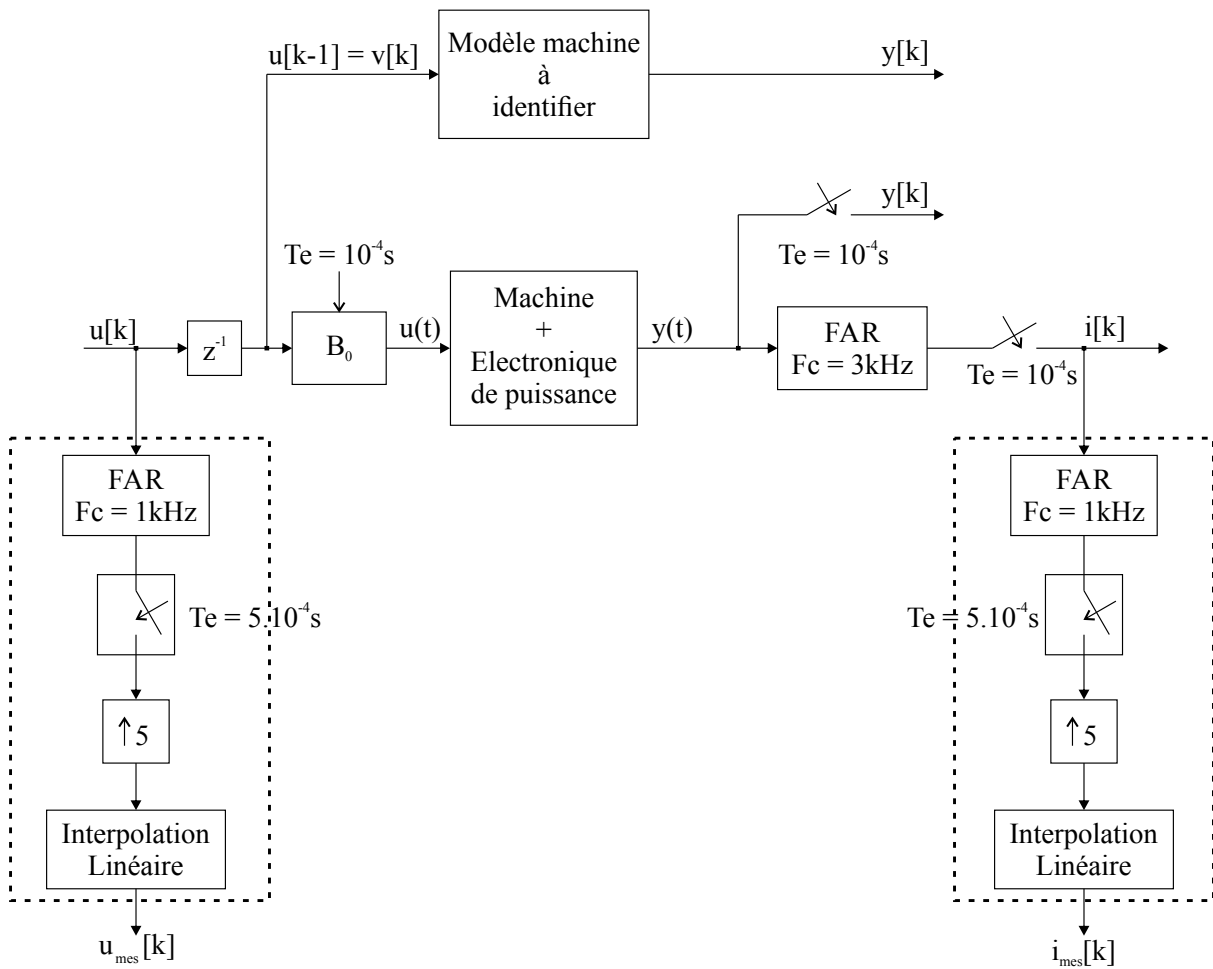 u[k-1] = v[k]
Modèle machine
à
identifier
y[k]
y[k]
Te = 10⁻⁴s
Te = 10⁻⁴s
u[k]
z⁻¹
B₀
u(t)
Machine
+
Electronique
de puissance
y(t)
FAR
Fc = 3kHz
i[k]
Te = 10⁻⁴s
FAR
Fc = 1kHz
Te = 5.10⁻⁴s
↑5
Interpolation
Linéaire
u_mes[k]
FAR
Fc = 1kHz
Te = 5.10⁻⁴s
↑5
Interpolation
Linéaire
i_mes[k]